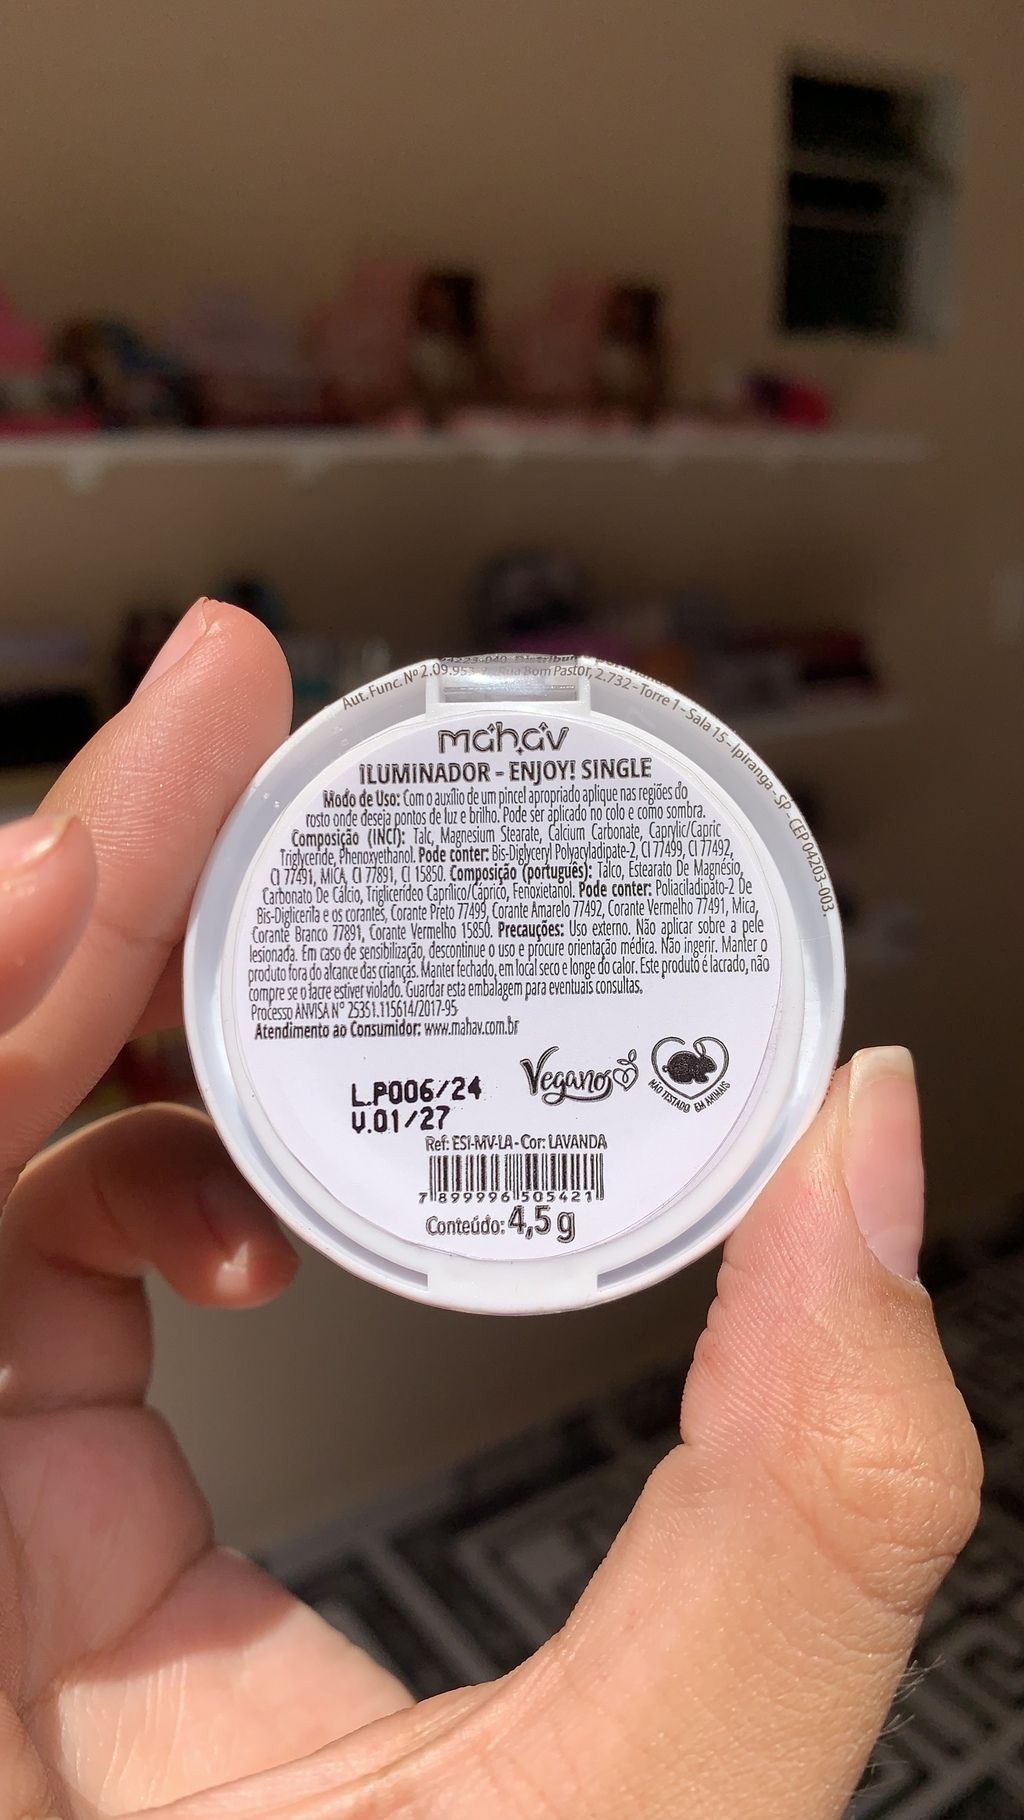 Aut. Func. Nº 2.09.953
Rua Bom Pastor, 2.732 - Torre 1 - Sala 15 - Ipiranga - SP - CEP 04203-003.
mahav
ILUMINADOR - ENJOY! SINGLE
Modo de Uso: Com o auxílio de um pincel apropriado aplique nas regiões do
rosto onde deseja pontos de luz e brilho. Pode ser aplicado no colo e como sombra.
Composição (INCI): Talc, Magnesium Stearate, Calcium Carbonate, Caprylic/Capric
Triglyceride, Phenoxyethanol. Pode conter: Bis-Diglyceryl Polyacyladipate-2, CI 77499, CI 77492,
CI 77491, MICA, CI 77891, CI 15850. Composição (português): Talco, Estearato De Magnésio,
Carbonato De Cálcio, Triglicerídeo Caprílico/Cáprico, Fenoxietanol. Pode conter: Poliaciladipato-2 De
Bis-Diglicerila e os corantes, Corante Preto 77499, Corante Amarelo 77492, Corante Vermelho 77491, Mica,
Corante Branco 77891, Corante Vermelho 15850. Precauções: Uso externo. Não aplicar sobre a pele
lesionada. Em caso de sensibilização, descontinue o uso e procure orientação médica. Não ingerir. Manter o
produto fora do alcance das crianças. Manter fechado, em local seco e longe do calor. Este produto é lacrado, não
compre se o lacre estiver violado. Guardar esta embalagem para eventuais consultas.
Processo ANVISA Nº 25351.115614/2017-95
Atendimento ao Consumidor: www.mahav.com.br
Vegano
NÃO TESTADO EM ANIMAIS
L.P006/24
V.01/27
Ref: ES1-MV-LA - Cor: LAVANDA
7 899996 505421
Conteúdo: 4,5 g